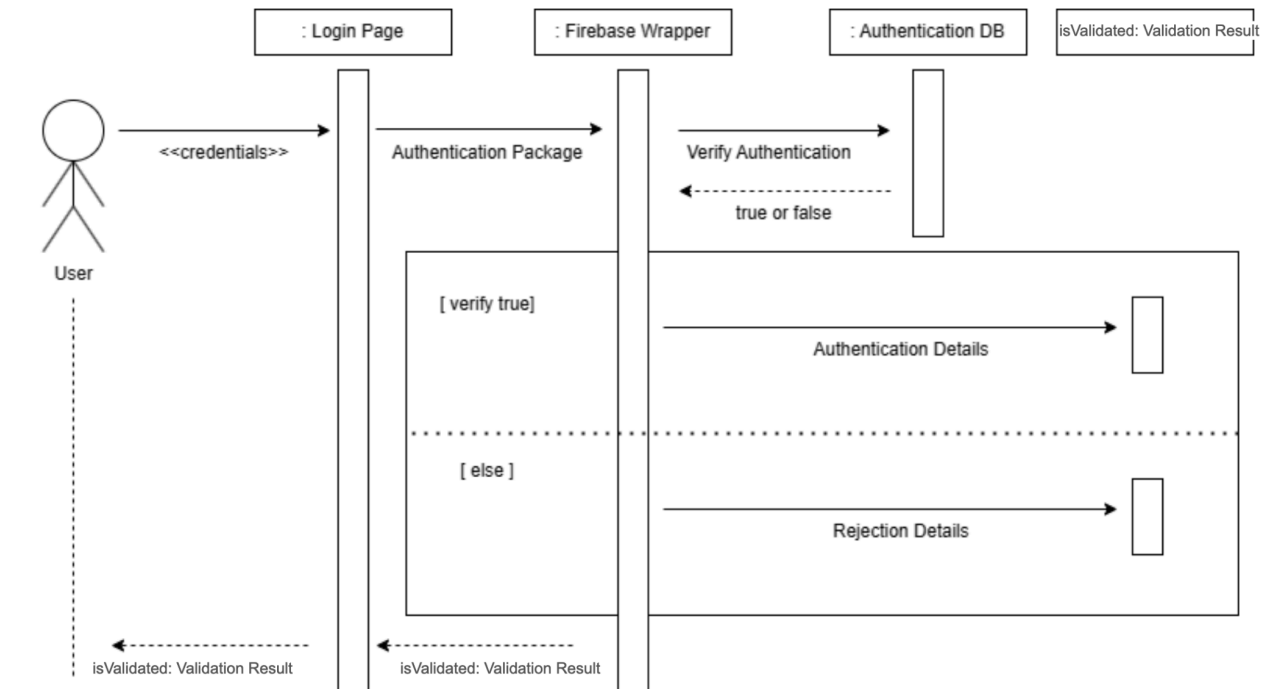 : Login Page
: Firebase Wrapper
: Authentication DB
isValidated: Validation Result
<<credentials>>
Authentication Package
Verify Authentication
true or false
User
[ verify true]
Authentication Details
[ else ]
Rejection Details
isValidated: Validation Result
isValidated: Validation Result